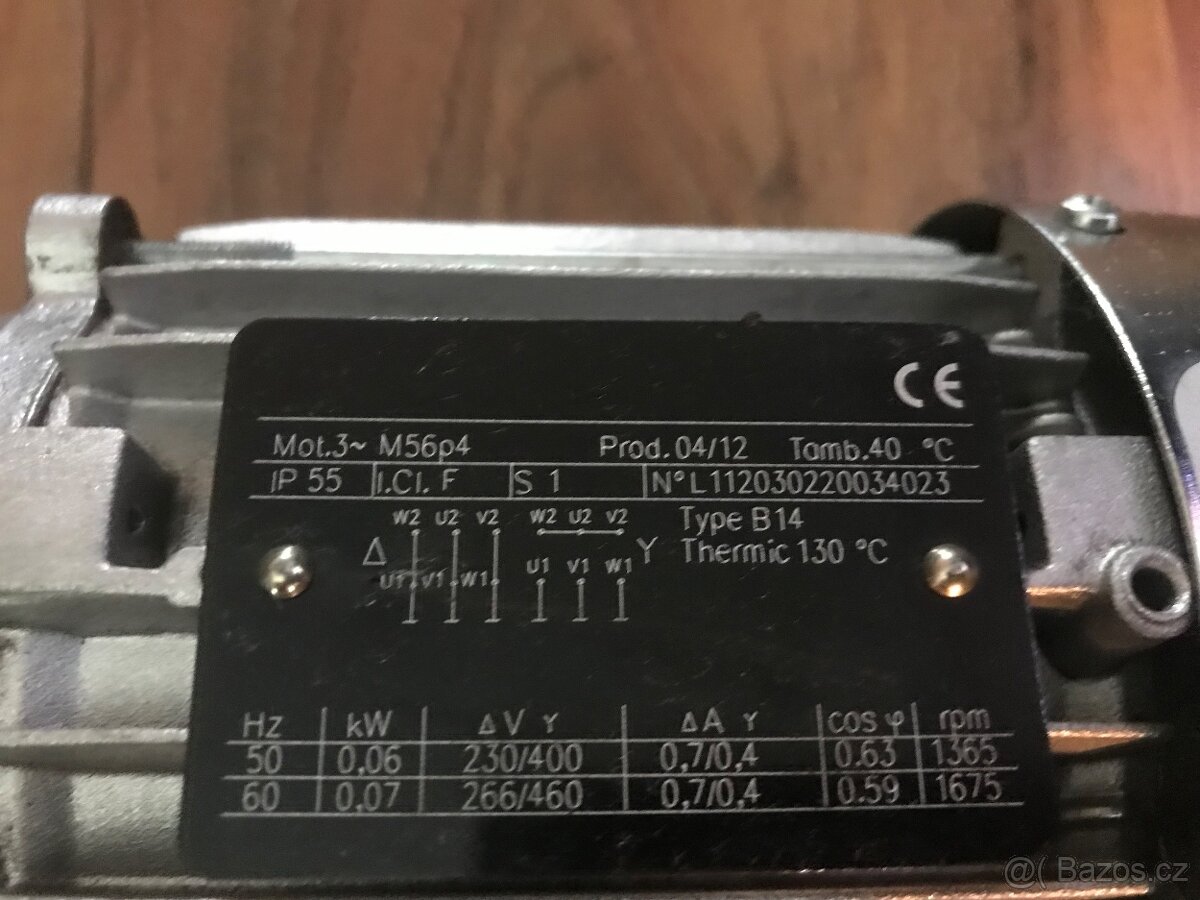 CE
Mot.3~ M56p4 Prod. 04/12 Tamb.40 °C
IP 55 I.Cl. F S 1 N°L112030220034023
W2 U2 V2 W2 U2 V2 Type B14
Δ Y Thermic 130 °C
U1 V1 W1 U1 V1 W1
Hz kW ΔV Y ΔA Y cos φ rpm
50 0,06 230/400 0,7/0,4 0.63 1365
60 0,07 266/460 0,7/0,4 0.59 1675
@( Bazos.cz